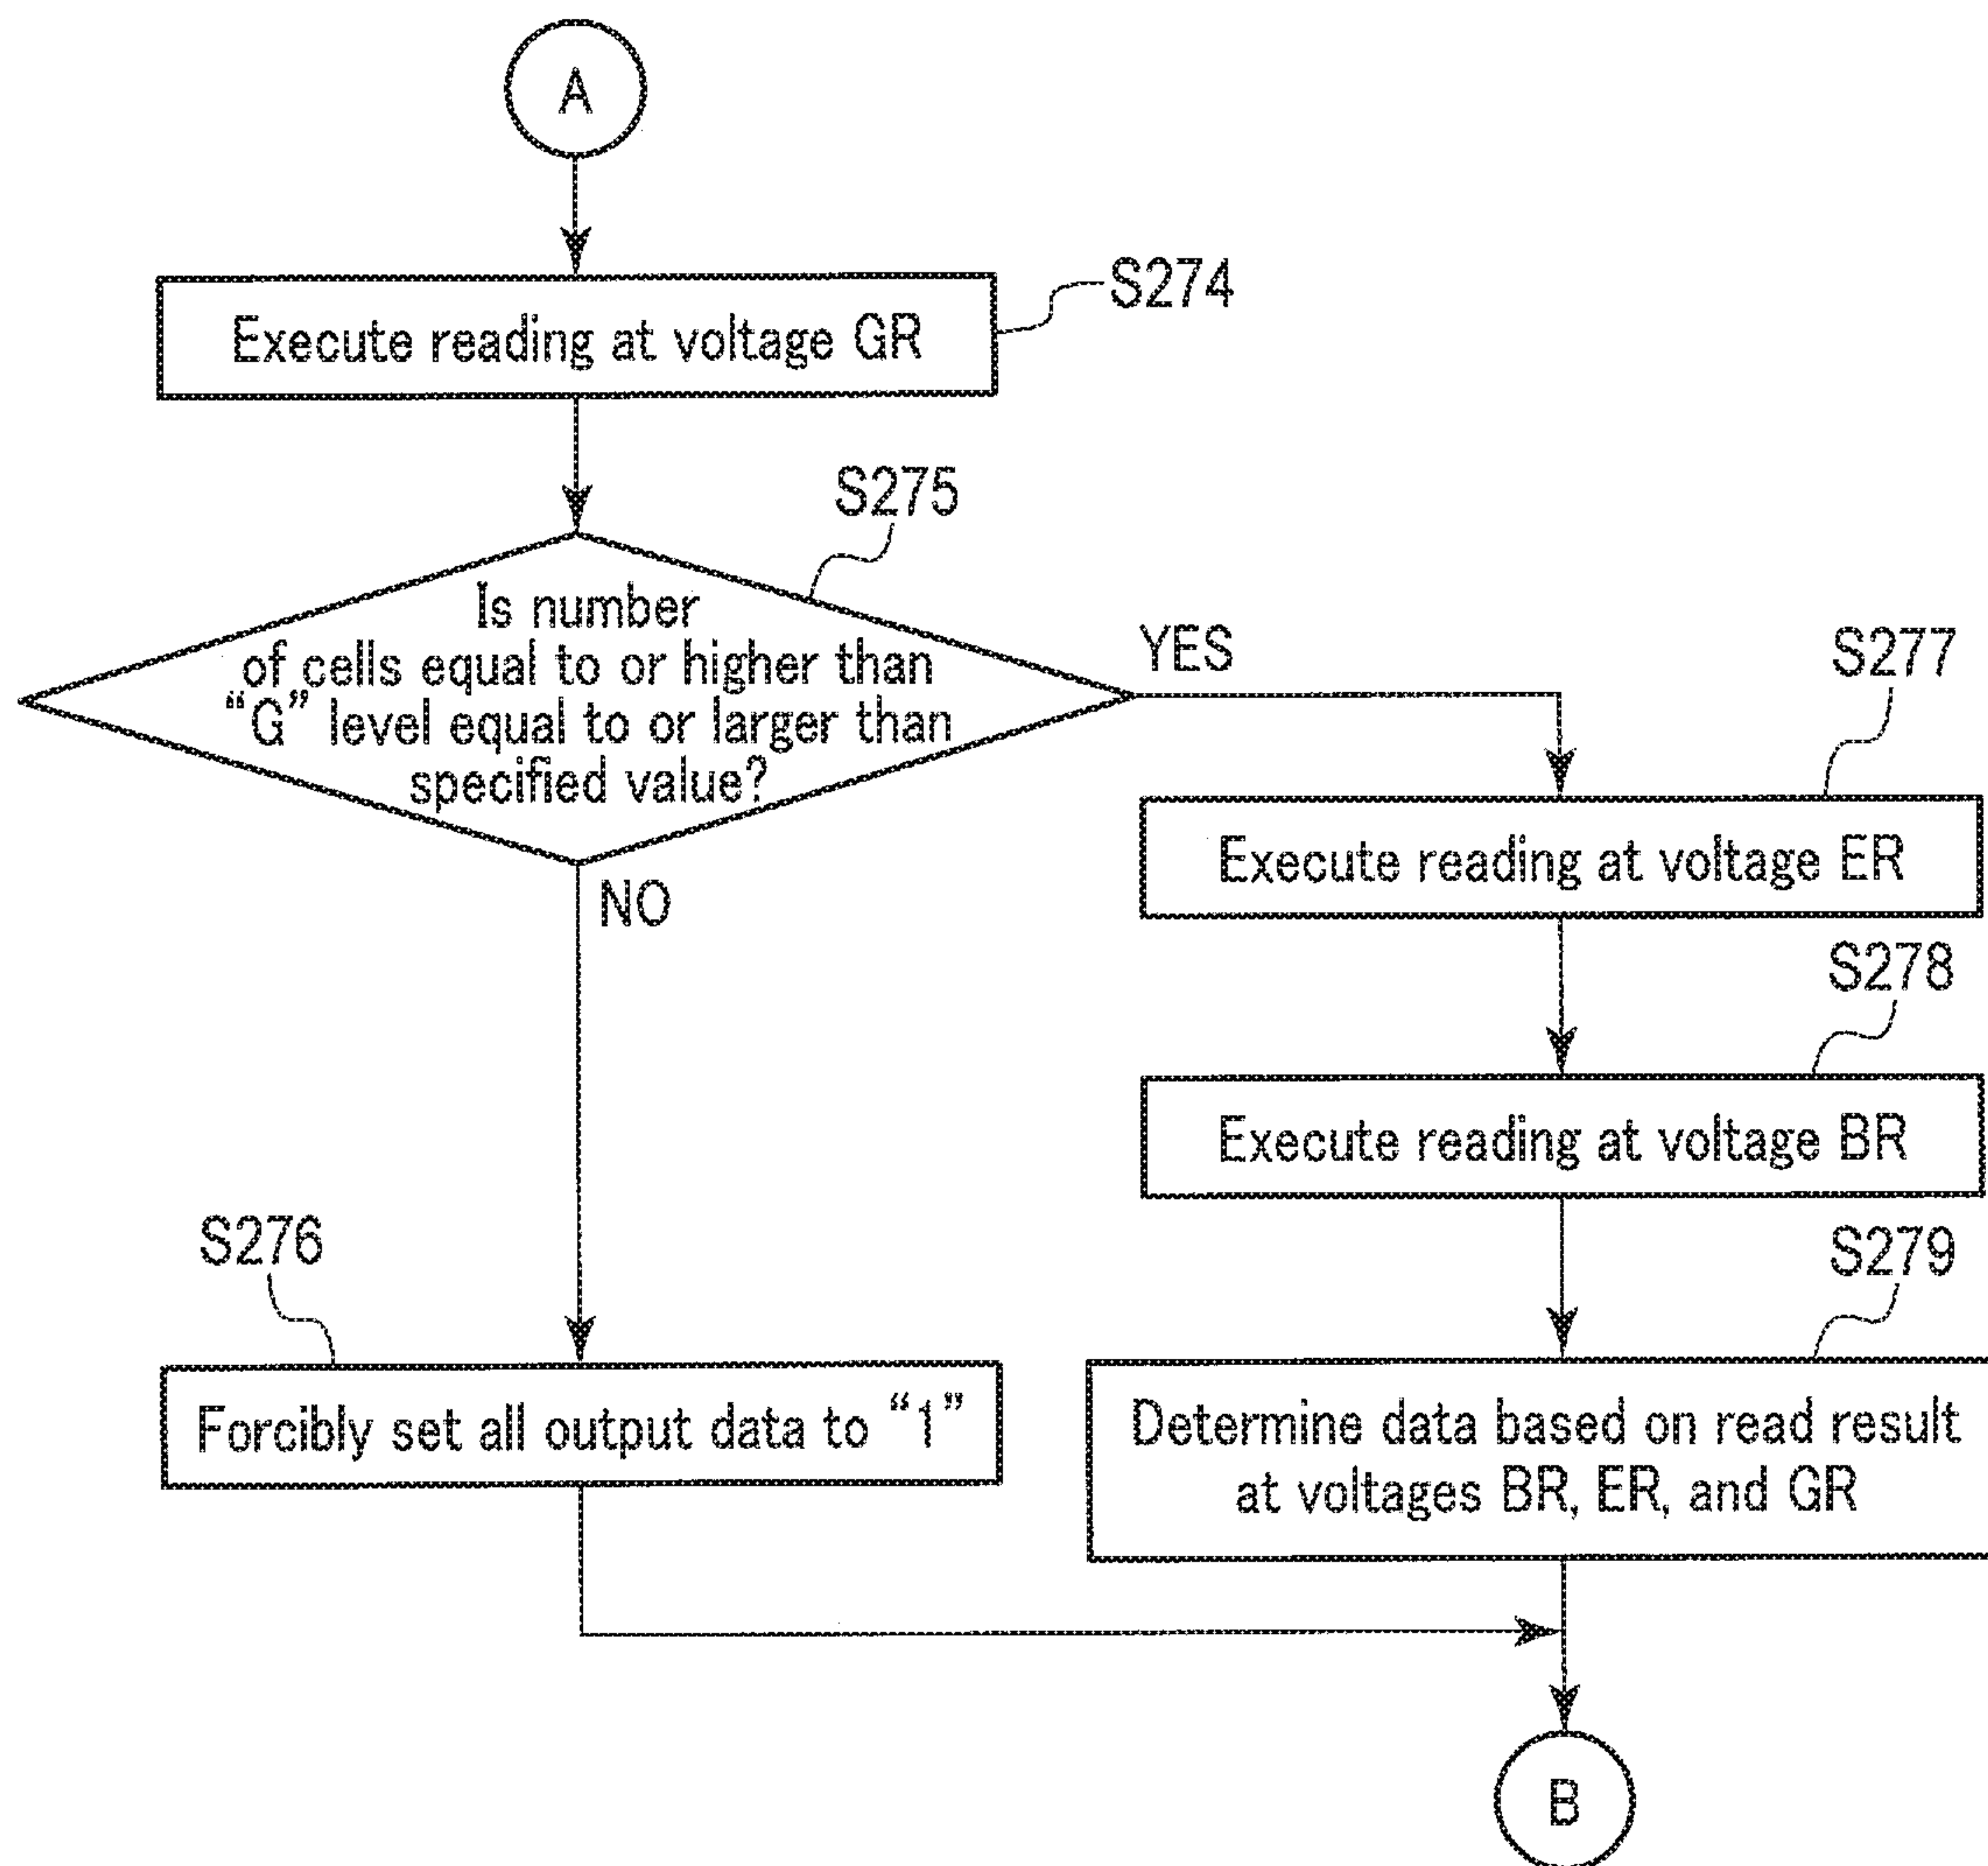 A
S274
Execute reading at voltage GR
S275
Is number
of cells equal to or higher than
“G” level equal to or larger than
specified value?
YES
NO
S277
Execute reading at voltage ER
S278
Execute reading at voltage BR
S276
Forcibly set all output data to “1”
S279
Determine data based on read result
at voltages BR, ER, and GR
B